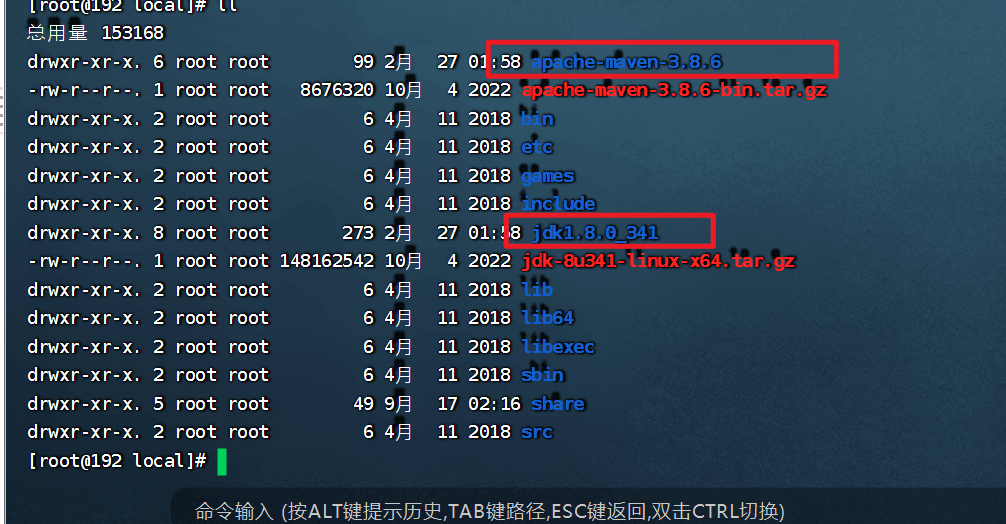 [root@192 local]# ll
总用量 153168
drwxr-xr-x. 6 root root 99 2月 27 01:58 apache-maven-3.8.6
-rw-r--r--. 1 root root 8676320 10月 4 2022 apache-maven-3.8.6-bin.tar.gz
drwxr-xr-x. 2 root root 6 4月 11 2018 bin
drwxr-xr-x. 2 root root 6 4月 11 2018 etc
drwxr-xr-x. 2 root root 6 4月 11 2018 games
drwxr-xr-x. 2 root root 6 4月 11 2018 include
drwxr-xr-x. 8 root root 273 2月 27 01:58 jdk1.8.0_341
-rw-r--r--. 1 root root 148162542 10月 4 2022 jdk-8u341-linux-x64.tar.gz
drwxr-xr-x. 2 root root 6 4月 11 2018 lib
drwxr-xr-x. 2 root root 6 4月 11 2018 lib64
drwxr-xr-x. 2 root root 6 4月 11 2018 libexec
drwxr-xr-x. 2 root root 6 4月 11 2018 sbin
drwxr-xr-x. 5 root root 49 9月 17 02:16 share
drwxr-xr-x. 2 root root 6 4月 11 2018 src
[root@192 local]#
命令输入 (按ALT键提示历史,TAB键路径,ESC键返回,双击CTRL切换)